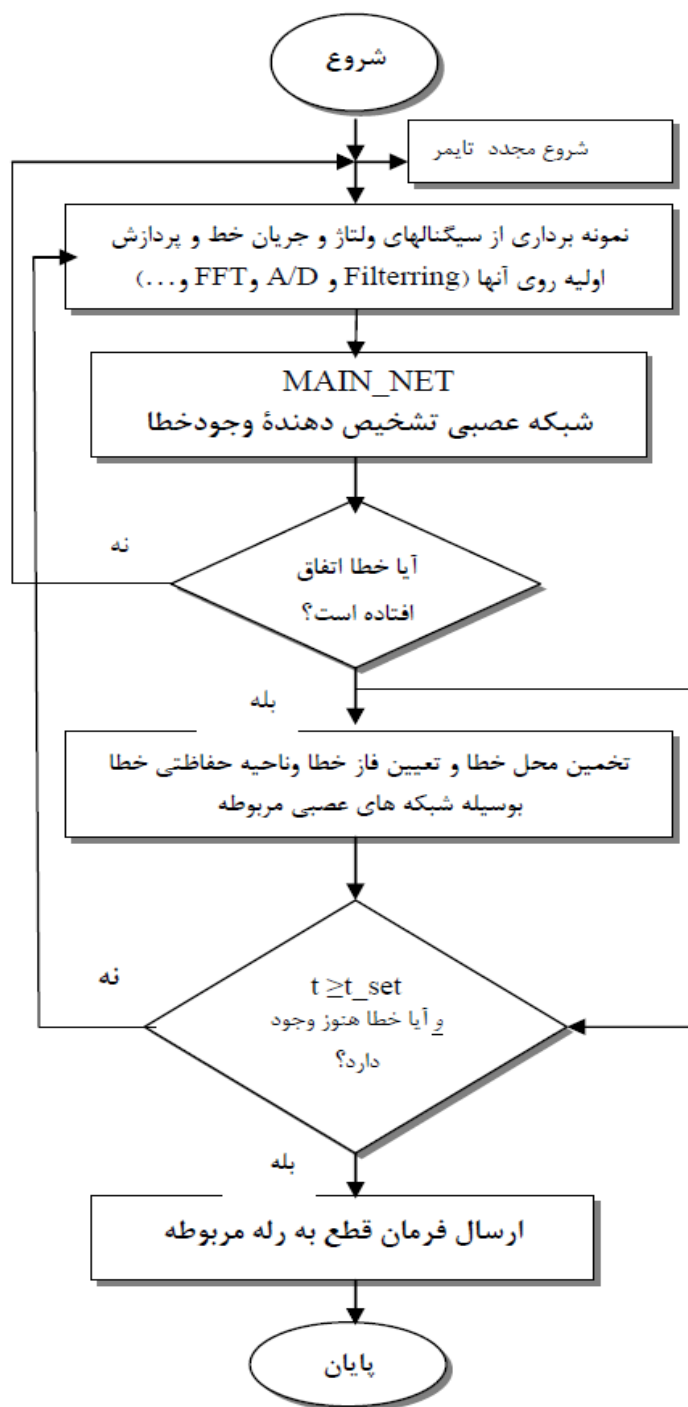 شروع
شروع مجدد تایمر
نمونه برداری از سیگنالهای ولتاژ و جریان خط و پردازش
اولیه روی آنها (Filterring و A/D و FFT و...)
MAIN_NET
شبکه عصبی تشخیص دهندهٔ وجودخطا
نه
آیا خطا اتفاق
افتاده است؟
بله
تخمین محل خطا و تعیین فاز خطا وناحیه حفاظتی خطا
بوسیله شبکه های عصبی مربوطه
نه
t ≥t_set
و آیا خطا هنوز وجود
دارد؟
بله
ارسال فرمان قطع به رله مربوطه
پایان